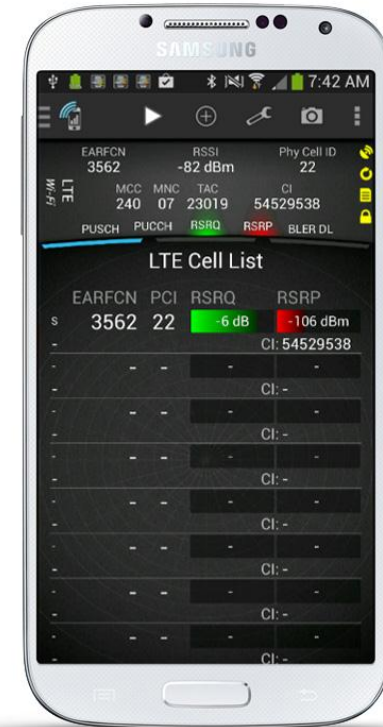 SAMSUNG
7:42 AM
EARFCN RSSI Phy Cell ID
3562 -82 dBm 22
LTE
Wi-Fi
MCC MNC TAC CI
240 07 23019 54529538
PUSCH PUCCH RSRQ RSRP BLER DL
LTE Cell List
EARFCN PCI RSRQ RSRP
S 3562 22 -6 dB -106 dBm
- CI: 54529538
- - - -
- CI: -
- - - -
- CI: -
- - - -
- CI: -
- - - -
- CI: -
- - - -
- CI: -
- - - -
- CI: -
- - - -
- CI: -